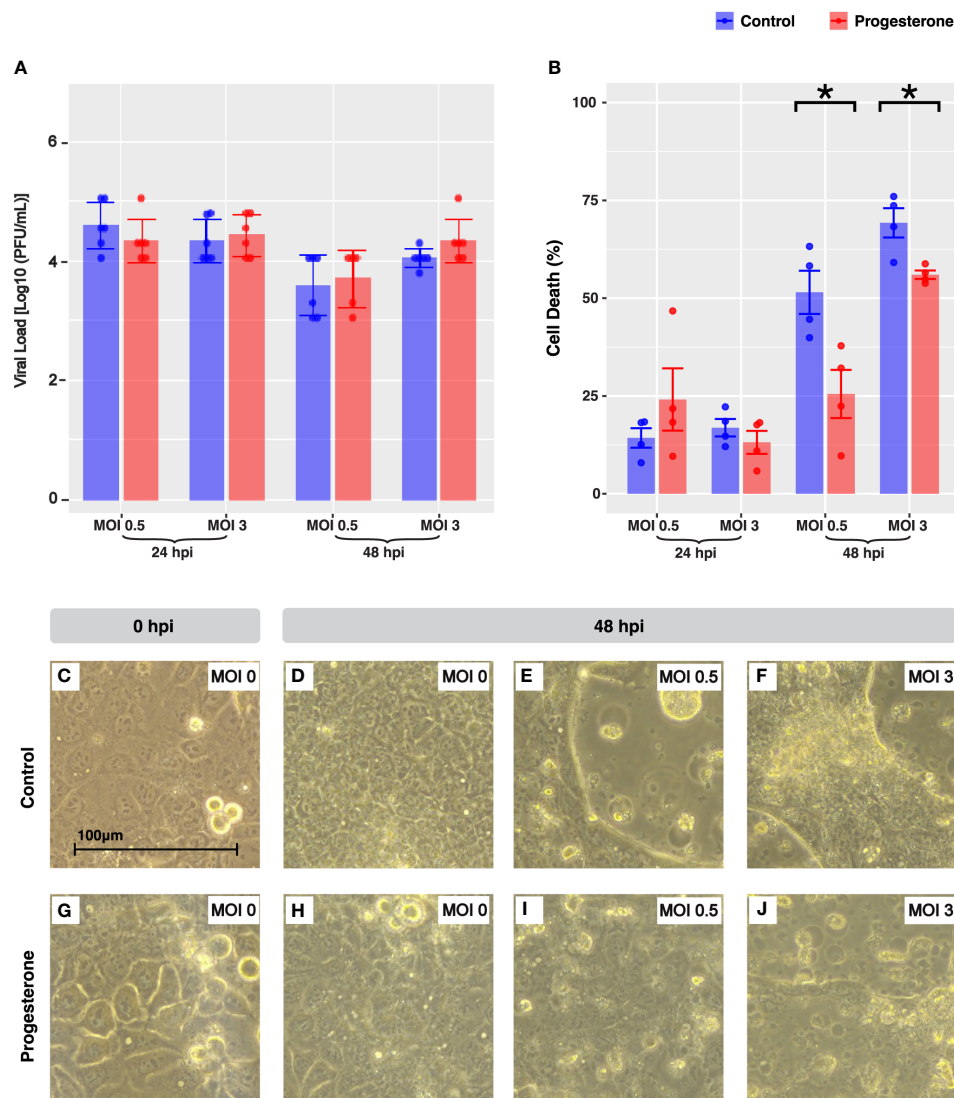 Control Progesterone
A
B
Viral Load [Log10 (PFU/mL)]
6
4
2
0
MOI 0.5 MOI 3 MOI 0.5 MOI 3
24 hpi 48 hpi
Cell Death (%)
100
75
50
25
0
* *
MOI 0.5 MOI 3 MOI 0.5 MOI 3
24 hpi 48 hpi
0 hpi 48 hpi
Control
C MOI 0 D MOI 0 E MOI 0.5 F MOI 3
100µm
Progesterone
G MOI 0 H MOI 0 I MOI 0.5 J MOI 3